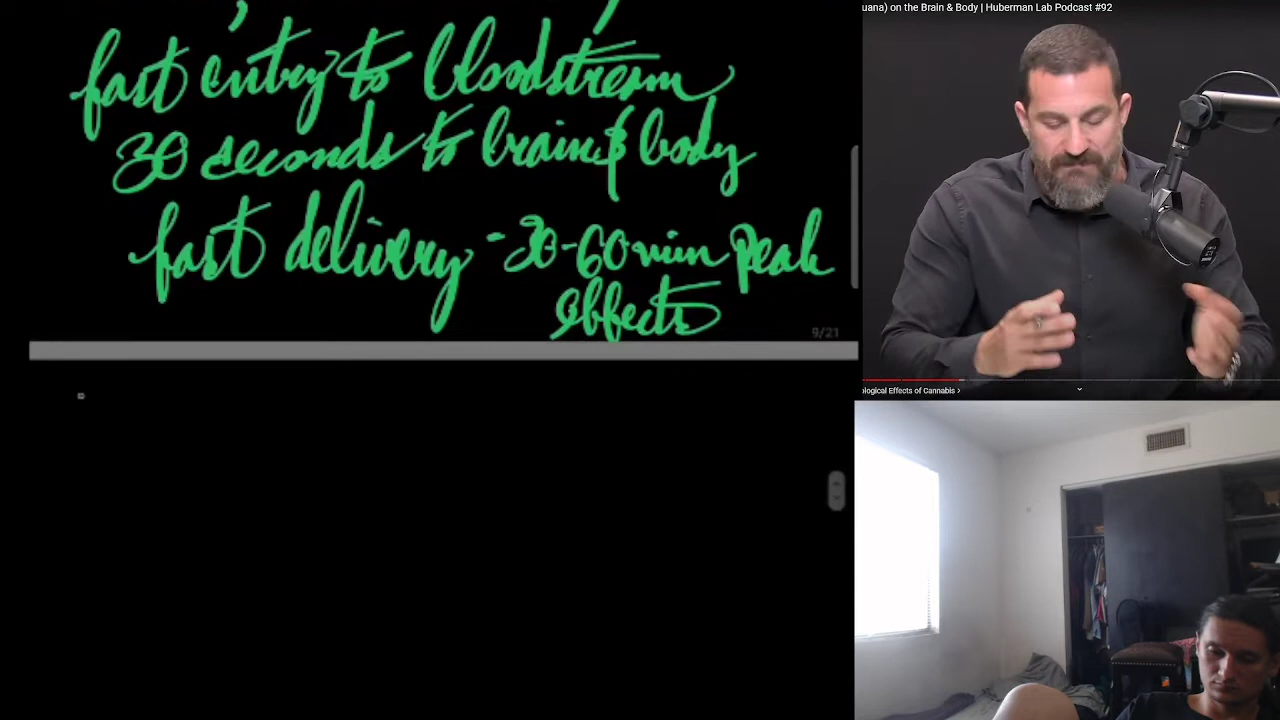 fast entry to bloodstream
30 seconds to brain & body
fast delivery - 30-60 min peak
effects
9/21
uana) on the Brain & Body | Huberman Lab Podcast #92
ological Effects of Cannabis ›